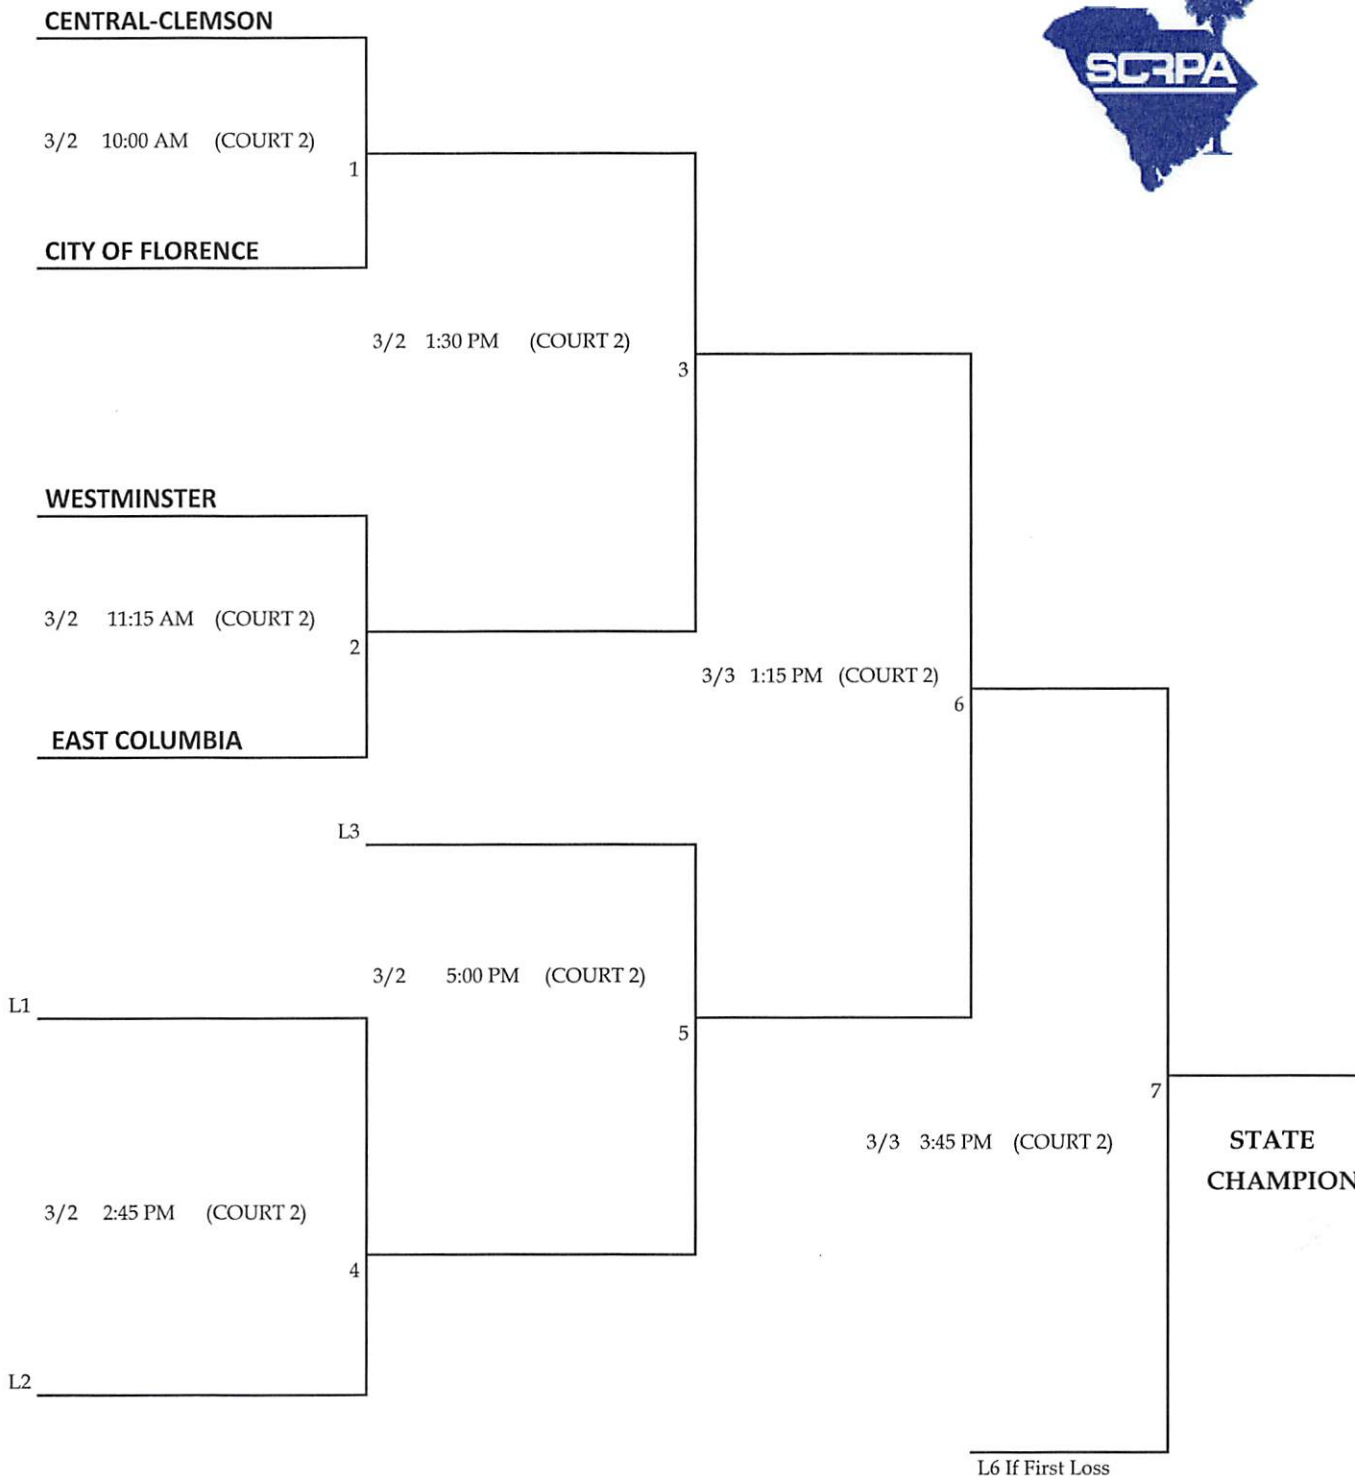 CENTRAL-CLEMSON
SCRPA
3/2 10:00 AM (COURT 2)
1
CITY OF FLORENCE
3/2 1:30 PM (COURT 2)
3
WESTMINSTER
3/2 11:15 AM (COURT 2)
2
3/3 1:15 PM (COURT 2)
6
EAST COLUMBIA
L3
3/2 5:00 PM (COURT 2)
L1
5
7
3/3 3:45 PM (COURT 2)
STATE
CHAMPION
3/2 2:45 PM (COURT 2)
4
L2
L6 If First Loss